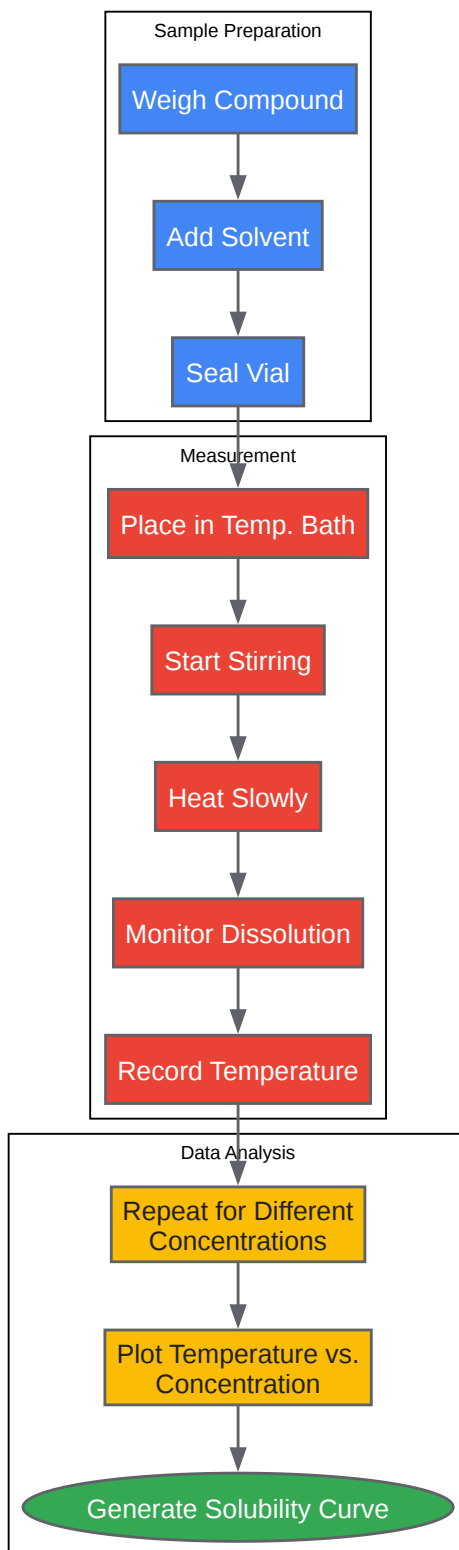 Sample Preparation
Weigh Compound
Add Solvent
Seal Vial
Measurement
Place in Temp. Bath
Start Stirring
Heat Slowly
Monitor Dissolution
Record Temperature
Data Analysis
Repeat for Different
Concentrations
Plot Temperature vs.
Concentration
Generate Solubility Curve